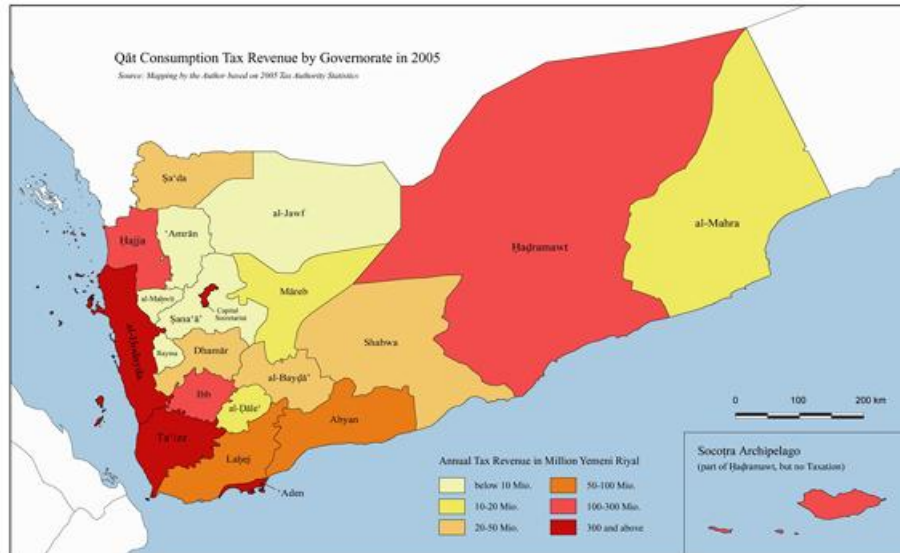 Qāt Consumption Tax Revenue by Governorate in 2005
Source: Mapping by the Author based on 2005 Tax Authority Statistics
Ṣa‘da
al-Jawf
‘Amrān
Ḥajja
al-Mahra
Ḥaḍramawt
Māreb
al-Maḥwīt
Capital
Secretariat
Ṣana‘ā’
al-Ḥodayda
Rayma
Dhamār
Shabwa
al-Bayḍā’
Ibb
al-Ḍāle‘
Abyan
Ta‘izz
Laḥej
Aden
0 100 200 km
Annual Tax Revenue in Million Yemeni Riyal
below 10 Mio.
10-20 Mio.
20-50 Mio.
50-100 Mio.
100-300 Mio.
300 and above
Socoṭra Archipelago
(part of Ḥaḍramawt, but no Taxation)